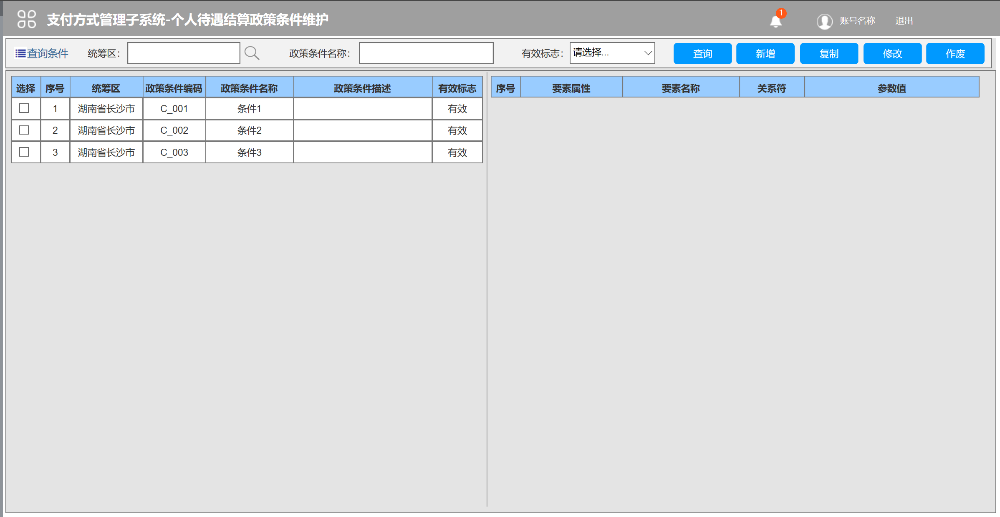 支付方式管理子系统-个人待遇结算政策条件维护 1 账号名称 退出
查询条件 统筹区： 政策条件名称： 有效标志： 请选择... 查询 新增 复制 修改 作废
选择 序号 统筹区 政策条件编码 政策条件名称 政策条件描述 有效标志 序号 要素属性 要素名称 关系符 参数值
1 湖南省长沙市 C_001 条件1 有效
2 湖南省长沙市 C_002 条件2 有效
3 湖南省长沙市 C_003 条件3 有效